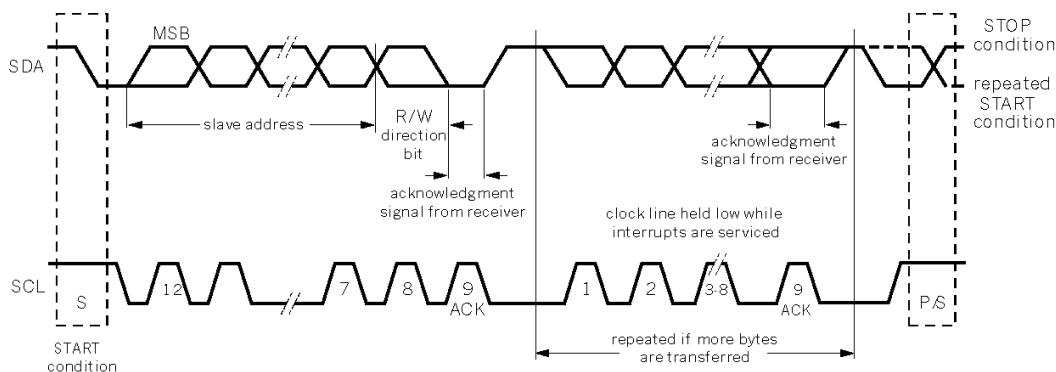 MSB
SDA
STOP
condition
repeated
START
condition
slave address
R/W
direction
bit
acknowledgment
signal from receiver
acknowledgment
signal from receiver
clock line held low while
interrupts are serviced
SCL
S
12
7
8
9
ACK
1
2
3-8
9
ACK
P/S
START
condition
repeated if more bytes
are transferred